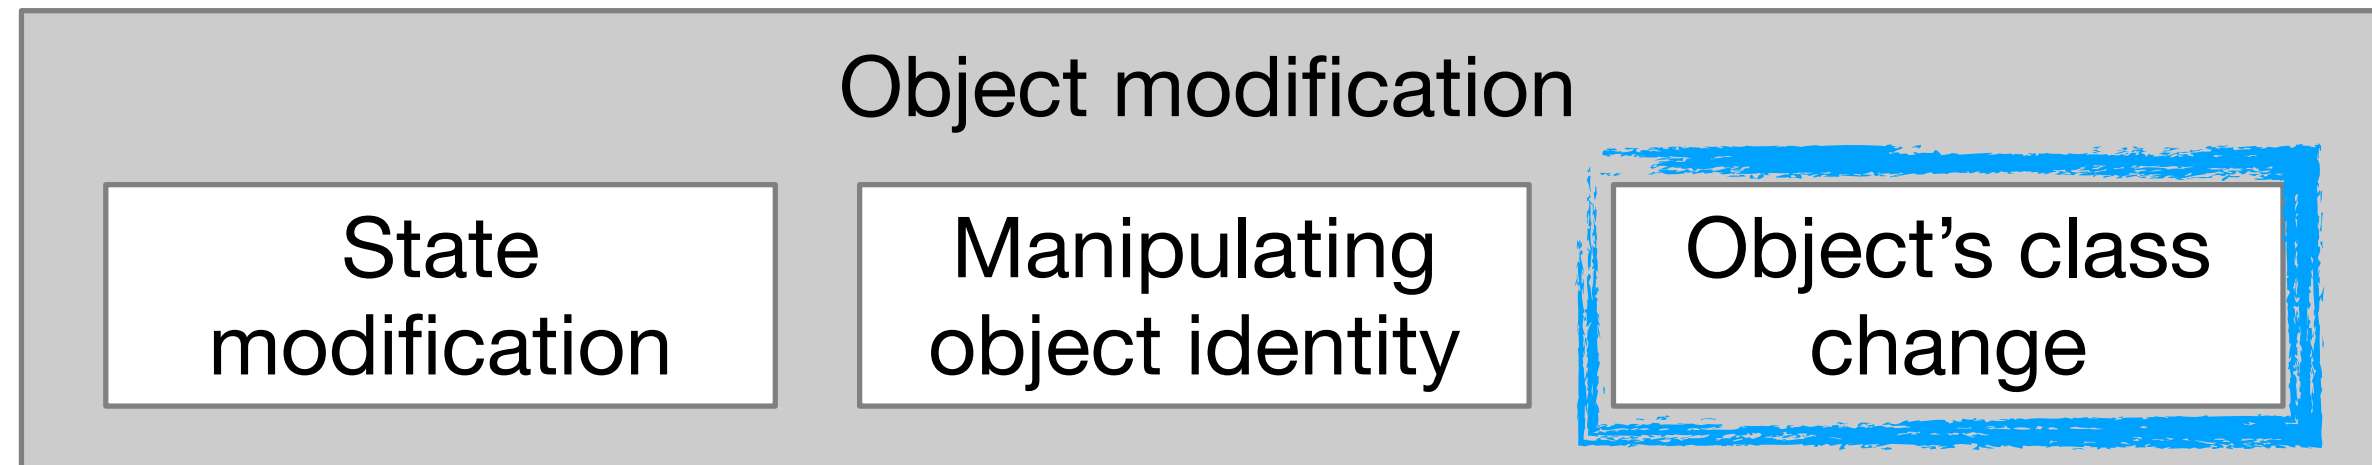 Object modification
State
modification
Manipulating
object identity
Object’s class
change